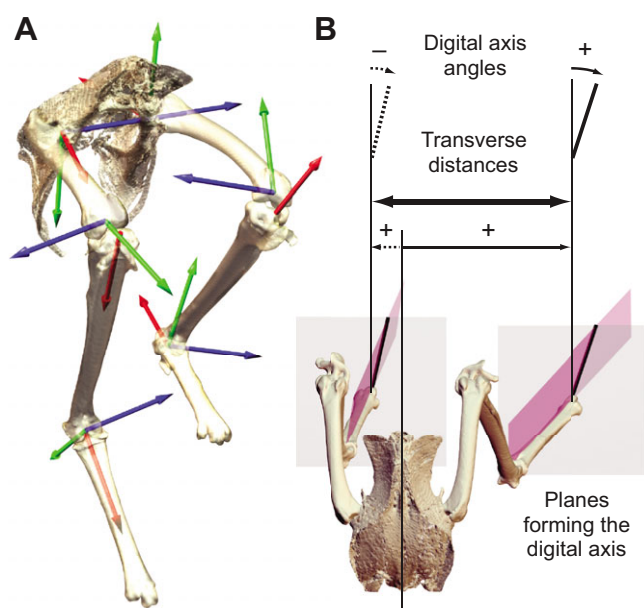 A
B
– Digital axis +
angles
Transverse
distances
+ +
Planes
forming the
digital axis